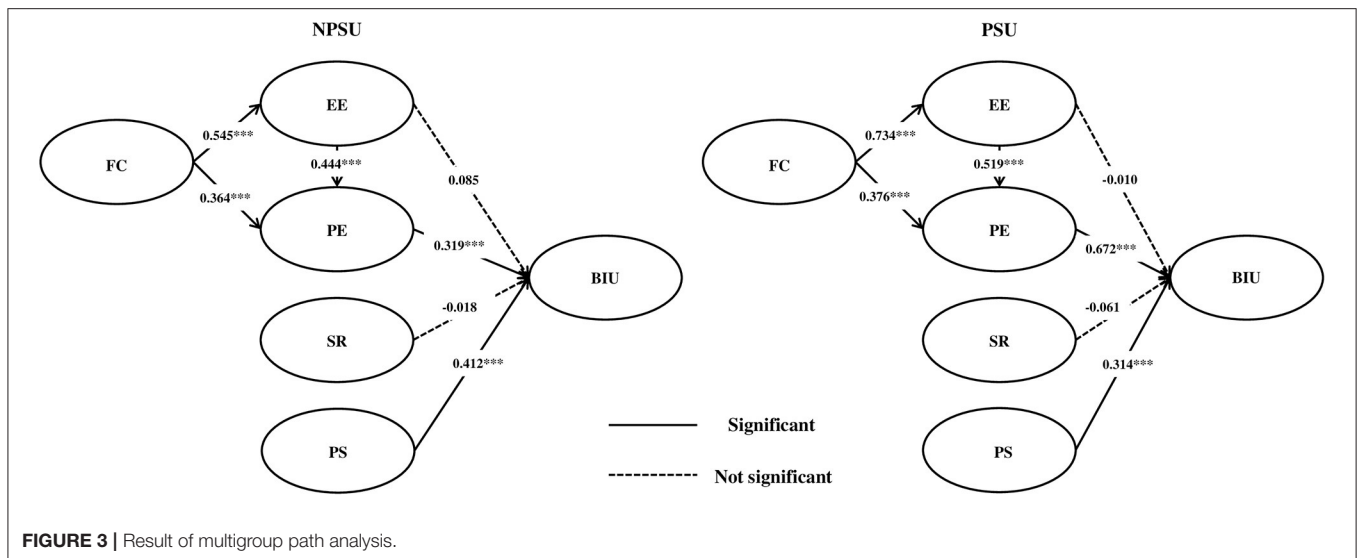 NPSU
EE
0.545***
FC
0.444***
0.085
0.364***
PE
0.319***
BIU
-0.018
SR
0.412***
PS
PSU
EE
0.734***
FC
0.519***
-0.010
0.376***
PE
0.672***
BIU
-0.061
SR
0.314***
PS
Significant
Not significant
FIGURE 3 | Result of multigroup path analysis.